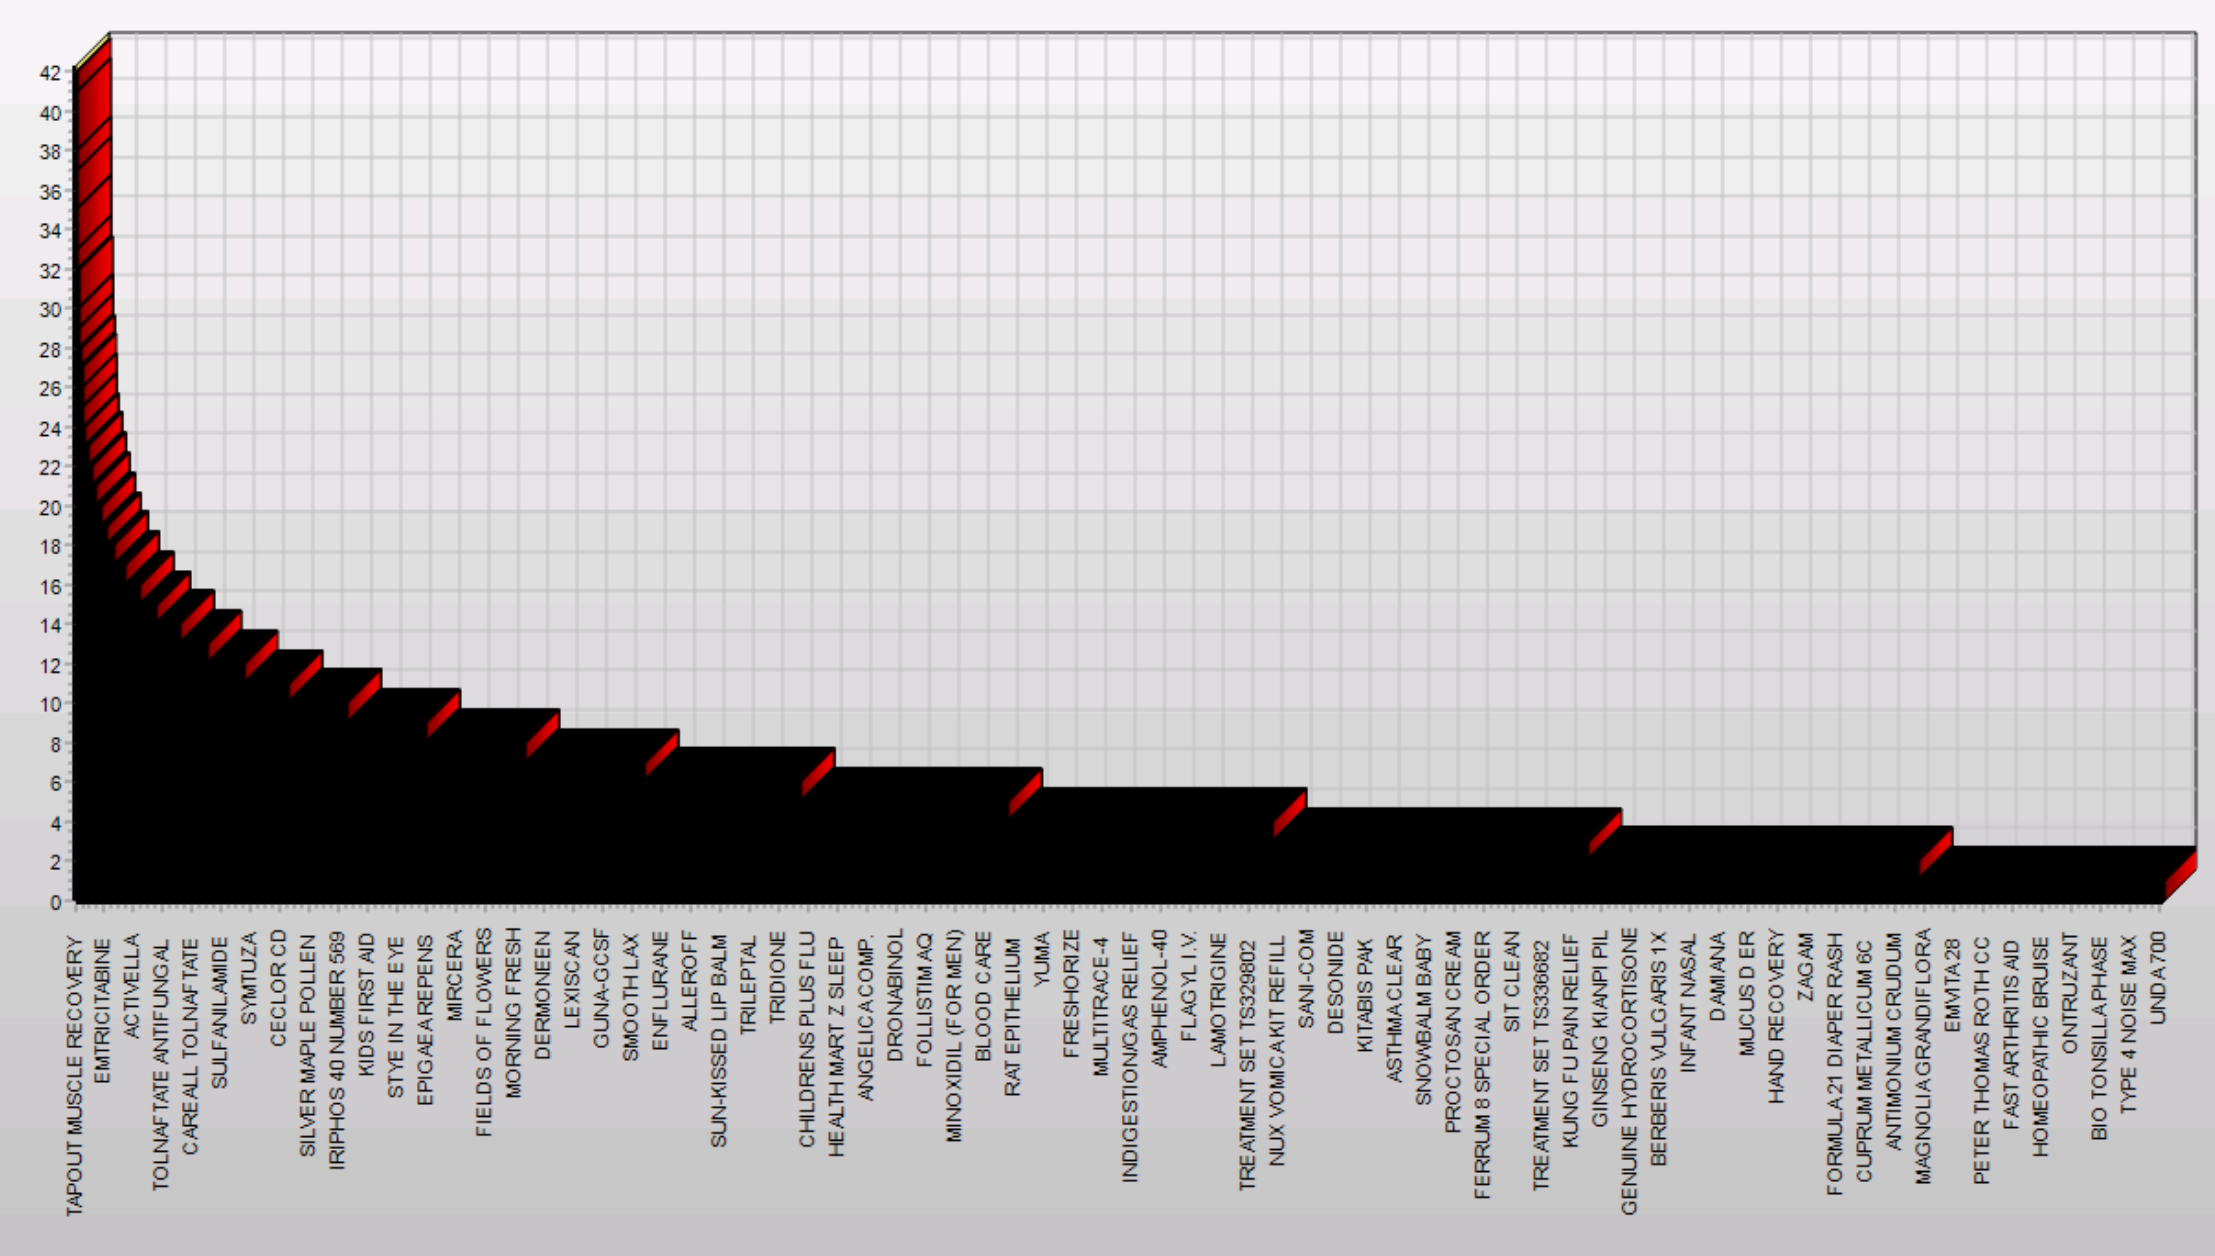 42
40
38
36
34
32
30
28
26
24
22
20
18
16
14
12
10
8
6
4
2
0
TAPOUT MUSCLE RECOVERY
EMTRICITABINE
ACTIVELLA
TOLNAFTATE ANTIFUNGAL
CAREALL TOLNAFTATE
SULFANILAMIDE
SYMTUZA
CECLOR CD
SILVER MAPLE POLLEN
IRIPHOS 40 NUMBER 569
KIDS FIRST AID
STYE IN THE EYE
EPIGAEA REPENS
MIRCERA
FIELDS OF FLOWERS
MORNING FRESH
DERMONEEN
LEXISCAN
GUNA-GCSF
SMOOTH LAX
ENFLURANE
ALLEROFF
SUN-KISSED LIP BALM
TRILEPTAL
TRIDIONE
CHILDRENS PLUS FLU
HEALTH MART Z SLEEP
ANGELICA COMP.
DRONABINOL
FOLLISTIM AQ
MINOXIDIL (FOR MEN)
BLOOD CARE
RAT EPITHELIUM
YUMA
FRESHORIZE
MULTITRACE-4
INDIGESTION/GAS RELIEF
AMPHENOL-40
FLAGYL I.V.
LAMOTRIGINE
TREATMENT SET TS329802
NUX VOMICA KIT REFILL
SANI-COM
DESONIDE
KITABIS PAK
ASTHMA CLEAR
SNOWBALM BABY
PROCTOSAN CREAM
FERRUM 8 SPECIAL ORDER
SIT CLEAN
TREATMENT SET TS336682
KUNG FU PAIN RELIEF
GINSENG KIANPI PIL
GENUINE HYDROCORTISONE
BERBERIS VULGARIS 1X
INFANT NASAL
DAMIANA
MUCUS D ER
HAND RECOVERY
ZAGAM
FORMULA 21 DIAPER RASH
CUPRUM METALLICUM 6C
ANTIMONIUM CRUDUM
MAGNOLIA GRANDIFLORA
EMVITA 28
PETER THOMAS ROTH CC
FAST ARTHRITIS AID
HOMEOPATHIC BRUISE
ONTRUZANT
BIO TONSILLA PHASE
TYPE 4 NOISE MAX
UNDA 700